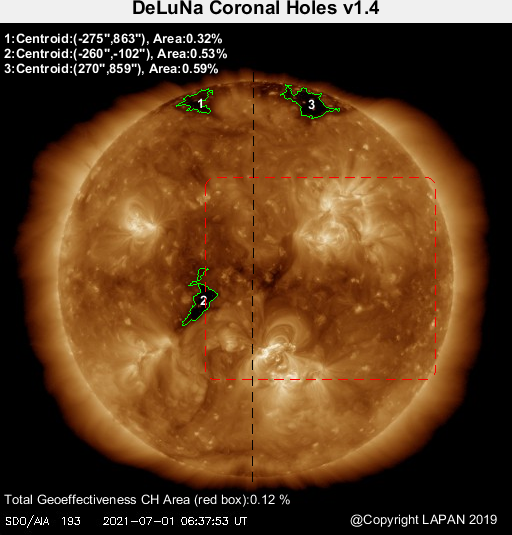 DeLuNa Coronal Holes v1.4
1:Centroid:(-275",863"), Area:0.32%
2:Centroid:(-260",-102"), Area:0.53%
3:Centroid:(270",859"), Area:0.59%
1
3
2
Total Geoeffectiveness CH Area (red box):0.12 %
SDO/AIA 193 2021-07-01 06:37:53 UT
@Copyright LAPAN 2019